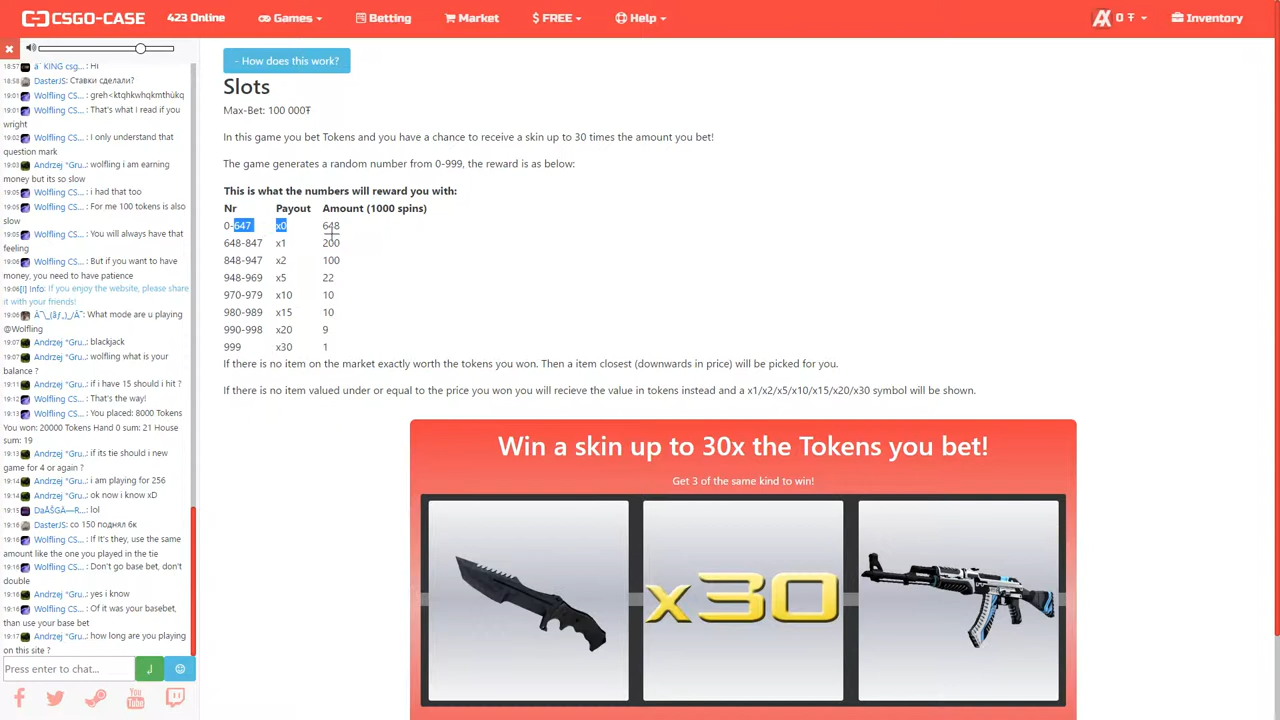 CSGO-CASE
423 Online
Games
Betting
Market
$ FREE
Help
0 Ŧ
Inventory
18:57 KING csg... : Hi
18:58 DasterJS: Ставки сделали?
19:01 Wolfling CS... : greh<ktqhkwhqkmthúkq
19:01 Wolfling CS... : That's what I read if you
wright
19:02 Wolfling CS... : I only understand that
question mark
19:03 Andrzej "Gru... : wolfling i am earning
money but its so slow
19:05 Wolfling CS... : i had that too
19:05 Wolfling CS... : For me 100 tokens is also
slow
19:05 Wolfling CS... : You will always have that
feeling
19:06 Wolfling CS... : But if you want to have
money, you need to have patience
19:06 [I] Info: If you enjoy the website, please share
it with your friends!
19:06 : What mode are u playing
@Wolfling
19:07 Andrzej "Gru... : blackjack
19:07 Andrzej "Gru... : wolfling what is your
balance ?
19:11 Andrzej "Gru... : if i have 15 should i hit ?
19:12 Wolfling CS... : That's the way!
19:13 Wolfling CS... : You placed: 8000 Tokens
You won: 20000 Tokens Hand 0 sum: 21 House
sum: 19
19:13 Andrzej "Gru... : if its tie should i new
game for 4 or again ?
19:14 Andrzej "Gru... : i am playing for 256
19:14 Andrzej "Gru... : ok now i know xD
19:15 : lol
19:16 DasterJS: со 150 поднял 6к
19:16 Wolfling CS... : If It's they, use the same
amount like the one you played in the tie
19:16 Wolfling CS... : Don't go base bet, don't
double
19:16 Andrzej "Gru... : yes i know
19:16 Wolfling CS... : Of it was your basebet,
than use your base bet
19:17 Andrzej "Gru... : how long are you playing
on this site ?
Press enter to chat...
- How does this work?
Slots
Max-Bet: 100 000Ŧ
In this game you bet Tokens and you have a chance to receive a skin up to 30 times the amount you bet!
The game generates a random number from 0-999, the reward is as below:
This is what the numbers will reward you with:
Nr Payout Amount (1000 spins)
0-647 x0 648
648-847 x1 200
848-947 x2 100
948-969 x5 22
970-979 x10 10
980-989 x15 10
990-998 x20 9
999 x30 1
If there is no item on the market exactly worth the tokens you won. Then a item closest (downwards in price) will be picked for you.
If there is no item valued under or equal to the price you won you will recieve the value in tokens instead and a x1/x2/x5/x10/x15/x20/x30 symbol will be shown.
Win a skin up to 30x the Tokens you bet!
Get 3 of the same kind to win!
x30
You
Tube